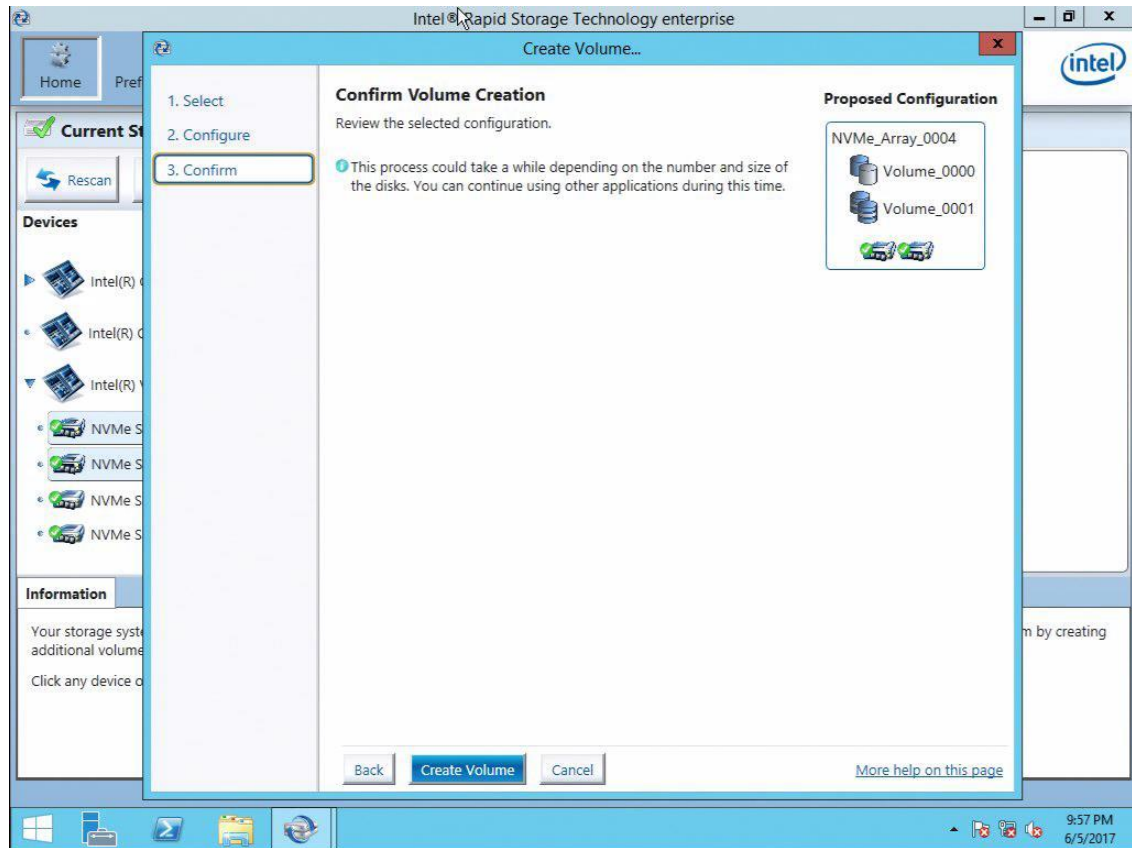 Intel® Rapid Storage Technology enterprise
Create Volume...
Home
Pref
intel
Current St
Rescan
Devices
Intel(R) C
Intel(R) C
Intel(R) V
NVMe S
NVMe S
NVMe S
NVMe S
1. Select
2. Configure
3. Confirm
Confirm Volume Creation
Review the selected configuration.
This process could take a while depending on the number and size of
the disks. You can continue using other applications during this time.
Proposed Configuration
NVMe_Array_0004
Volume_0000
Volume_0001
Information
Your storage syste
m by creating
additional volume
Click any device o
Back
Create Volume
Cancel
More help on this page
9:57 PM
6/5/2017